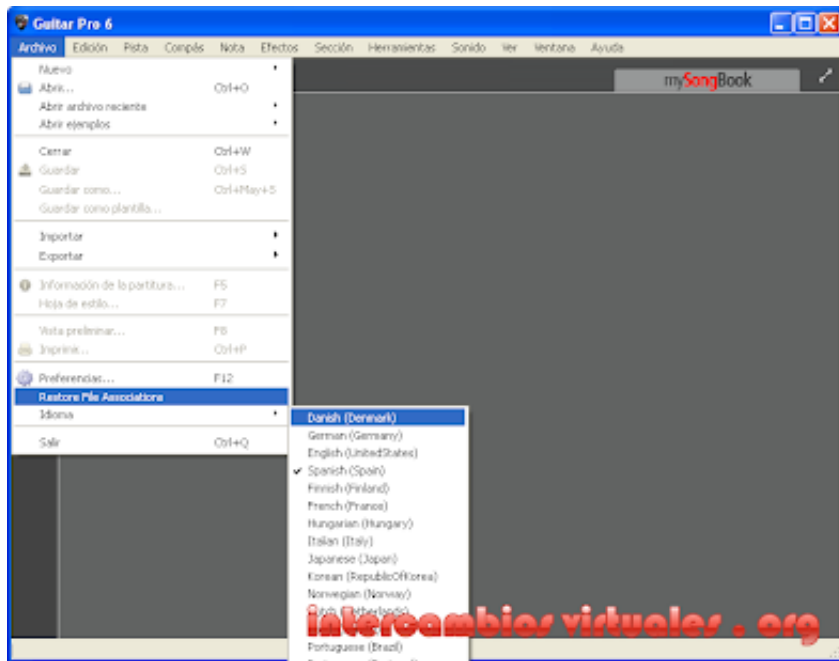 Guitar Pro 6
Archivo Edición Pista Compás Nota Efectos Sección Herramientas Sonido Ver Ventana Ayuda
mySongBook
Nuevo
Abrir... Ctrl+O
Abrir archivo reciente
Abrir ejemplos
Cerrar Ctrl+W
Guardar Ctrl+S
Guardar como... Ctrl+May+S
Guardar como plantilla...
Importar
Exportar
Información de la partitura... F5
Hoja de estilo... F7
Vista preliminar... F8
Imprimir... Ctrl+P
Preferencias... F12
Restore File Associations
Idioma
Salir Ctrl+Q
Danish (Denmark)
German (Germany)
English (UnitedStates)
Spanish (Spain)
Finnish (Finland)
French (France)
Hungarian (Hungary)
Italian (Italy)
Japanese (Japan)
Korean (RepublicOfKorea)
Norwegian (Norway)
Dutch (Netherlands)
intercambios virtuales . org
Portuguese (Brazil)